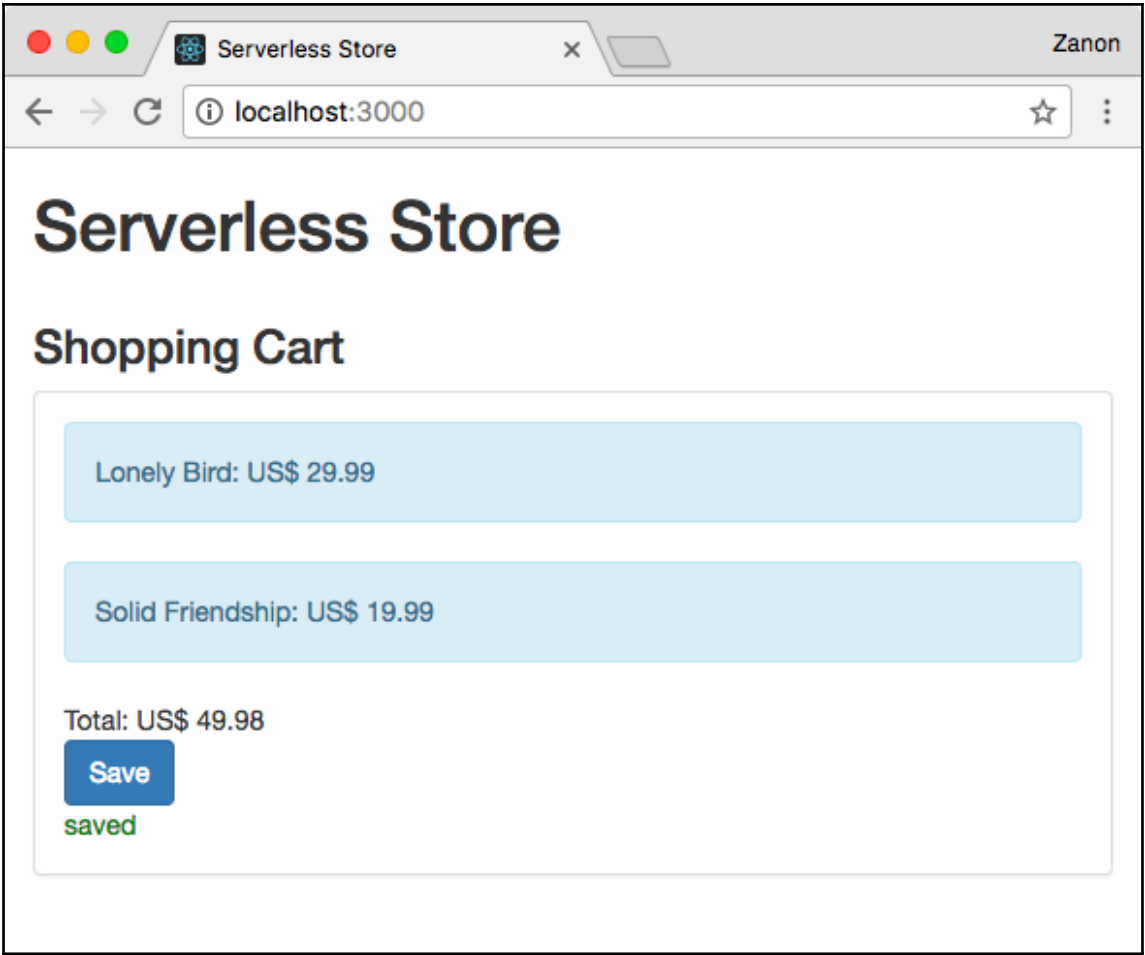 Serverless Store
Zanon
localhost:3000
Serverless Store
Shopping Cart
Lonely Bird: US$ 29.99
Solid Friendship: US$ 19.99
Total: US$ 49.98
Save
saved